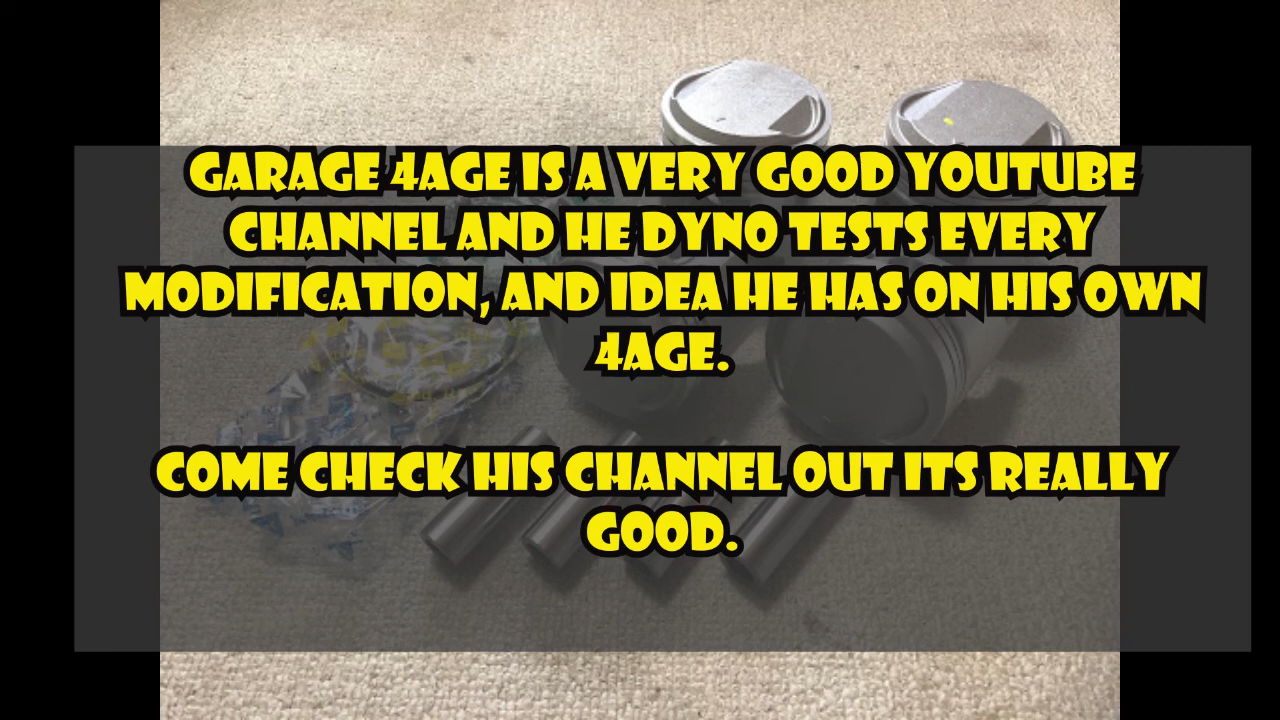 GARAGE 4AGE IS A VERY GOOD YOUTUBE
CHANNEL AND HE DYNO TESTS EVERY
MODIFICATION, AND IDEA HE HAS ON HIS OWN
4AGE.
COME CHECK HIS CHANNEL OUT ITS REALLY
GOOD.